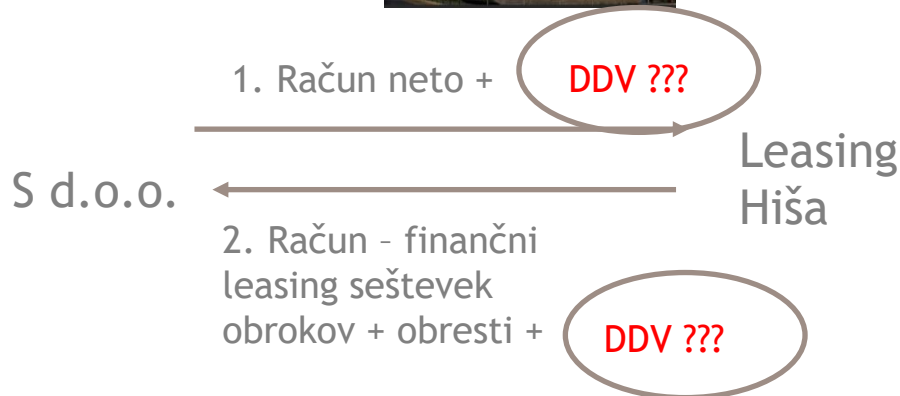 1. Račun neto + DDV ???
Leasing
Hiša
S d.o.o.
2. Račun – finančni
leasing seštevek
obrokov + obresti + DDV ???